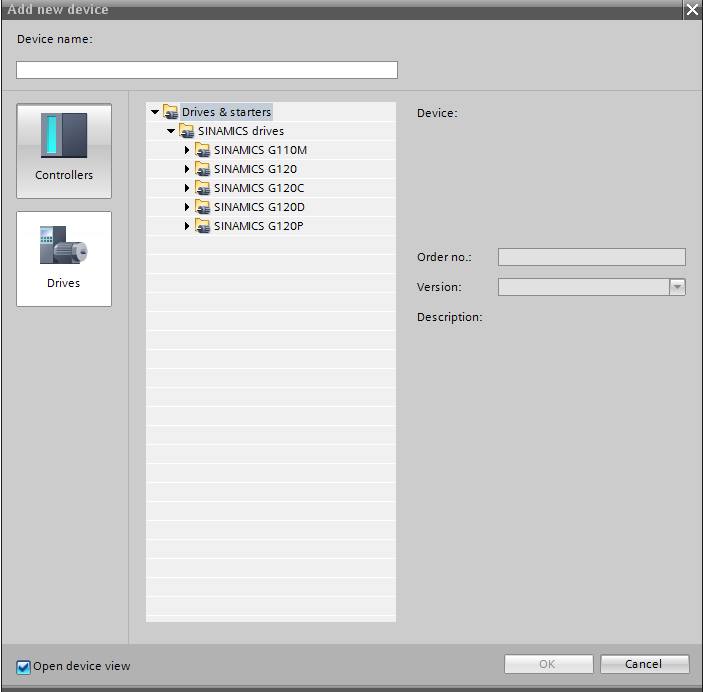 Add new device
Device name:
Controllers
Drives
Drives & starters
SINAMICS drives
SINAMICS G110M
SINAMICS G120
SINAMICS G120C
SINAMICS G120D
SINAMICS G120P
Device:
Order no.:
Version:
Description:
Open device view
OK
Cancel